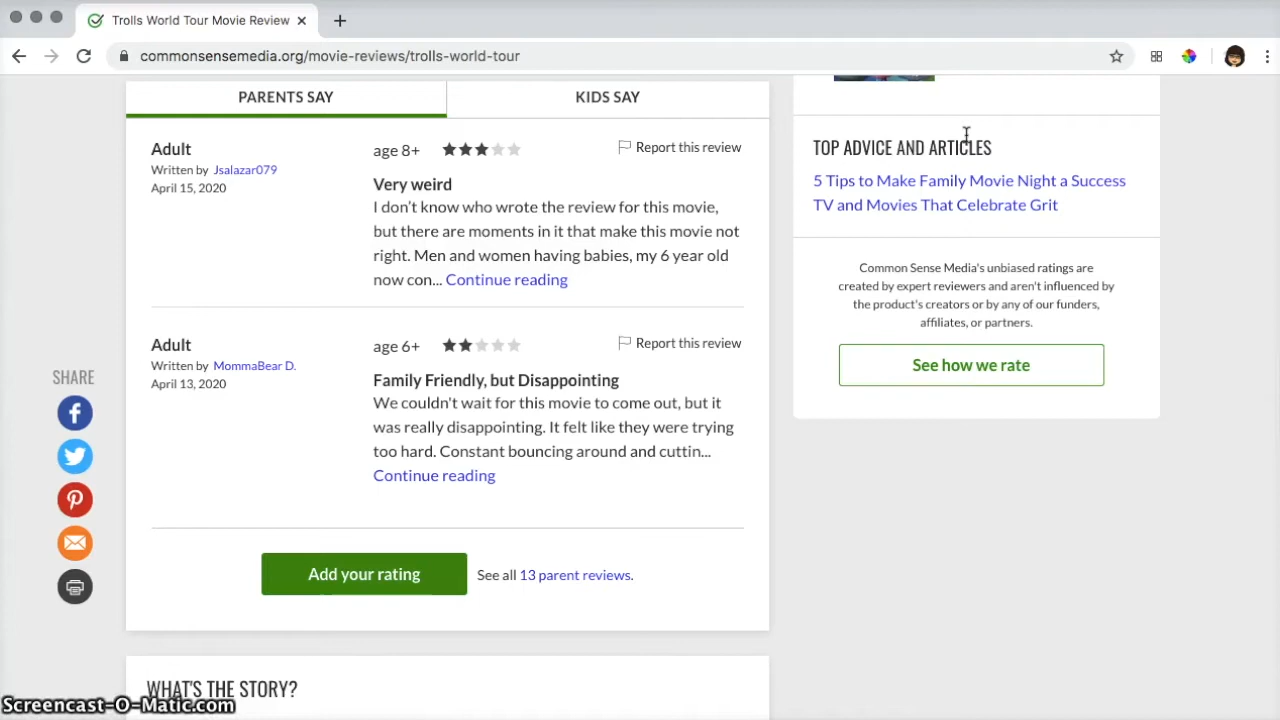 Trolls World Tour Movie Review
commonsensemedia.org/movie-reviews/trolls-world-tour
PARENTS SAY
KIDS SAY
Adult
Written by Jsalazar079
April 15, 2020
age 8+
Report this review
Very weird
I don't know who wrote the review for this movie,
but there are moments in it that make this movie not
right. Men and women having babies, my 6 year old
now con... Continue reading
Adult
Written by MommaBear D.
April 13, 2020
age 6+
Report this review
Family Friendly, but Disappointing
We couldn't wait for this movie to come out, but it
was really disappointing. It felt like they were trying
too hard. Constant bouncing around and cuttin...
Continue reading
Add your rating
See all 13 parent reviews.
WHAT'S THE STORY?
SHARE
TOP ADVICE AND ARTICLES
5 Tips to Make Family Movie Night a Success
TV and Movies That Celebrate Grit
Common Sense Media's unbiased ratings are
created by expert reviewers and aren't influenced by
the product's creators or by any of our funders,
affiliates, or partners.
See how we rate
Screencast-O-Matic.com